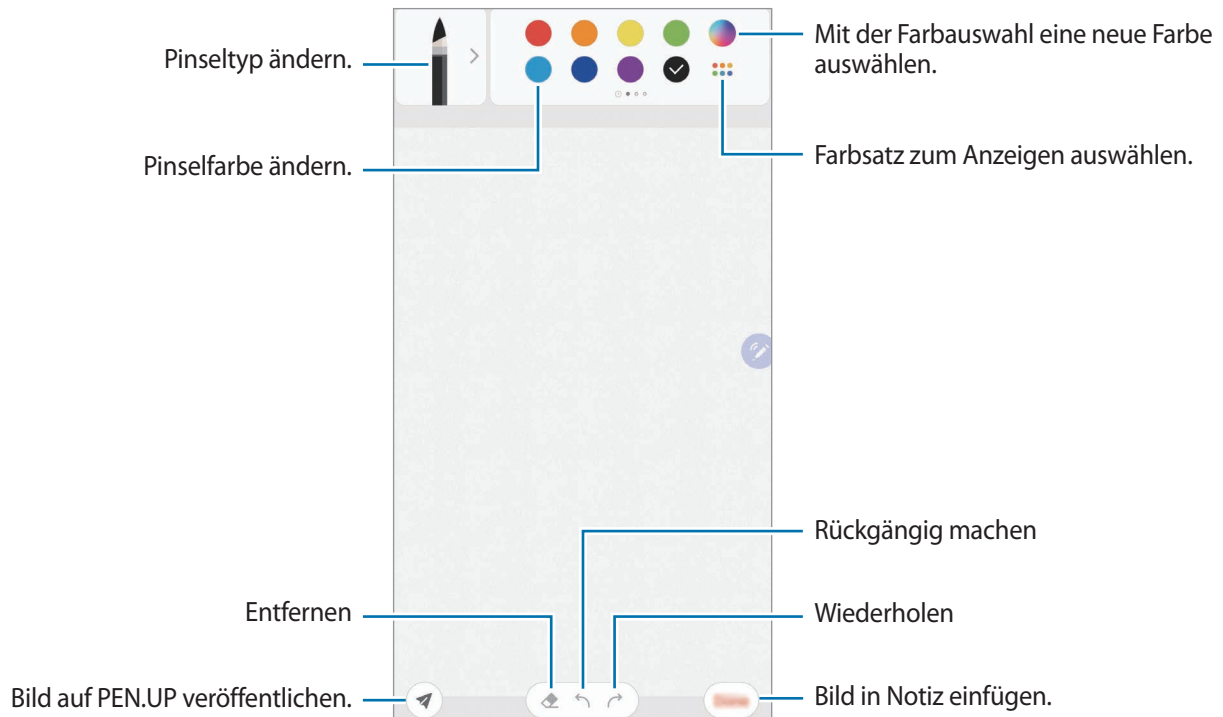 Pinseltyp ändern.
Mit der Farbauswahl eine neue Farbe
auswählen.
Pinselfarbe ändern.
Farbsatz zum Anzeigen auswählen.
Rückgängig machen
Entfernen
Wiederholen
Bild auf PEN.UP veröffentlichen.
Bild in Notiz einfügen.